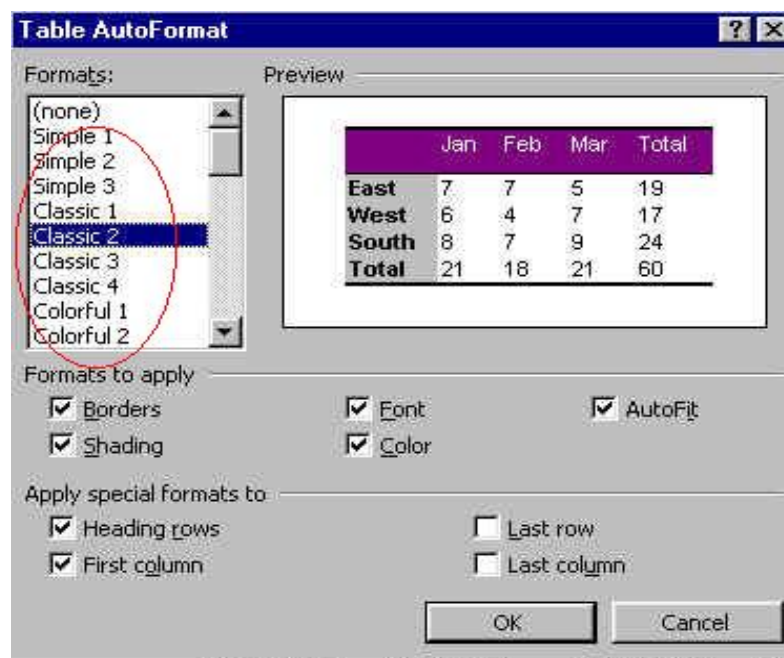 Table AutoFormat
Formats:
(none)
Simple 1
Simple 2
Simple 3
Classic 1
Classic 2
Classic 3
Classic 4
Colorful 1
Colorful 2
Preview
Jan Feb Mar Total
East 7 7 5 19
West 6 4 7 17
South 8 7 9 24
Total 21 18 21 60
Formats to apply
Borders Font AutoFit
Shading Color
Apply special formats to
Heading rows Last row
First column Last column
OK Cancel